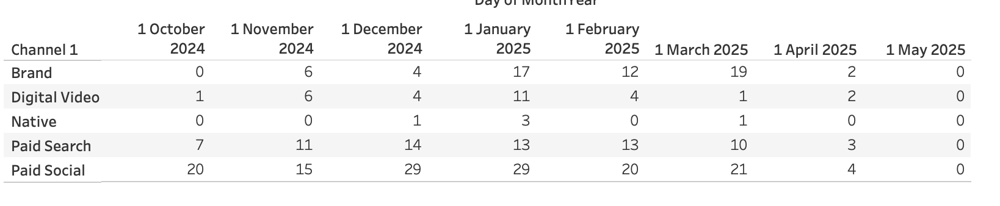 Day of MonthYear
1 October 1 November 1 December 1 January 1 February
Channel 1 2024 2024 2024 2025 2025 1 March 2025 1 April 2025 1 May 2025
Brand 0 6 4 17 12 19 2 0
Digital Video 1 6 4 11 4 1 2 0
Native 0 0 1 3 0 1 0 0
Paid Search 7 11 14 13 13 10 3 0
Paid Social 20 15 29 29 20 21 4 0